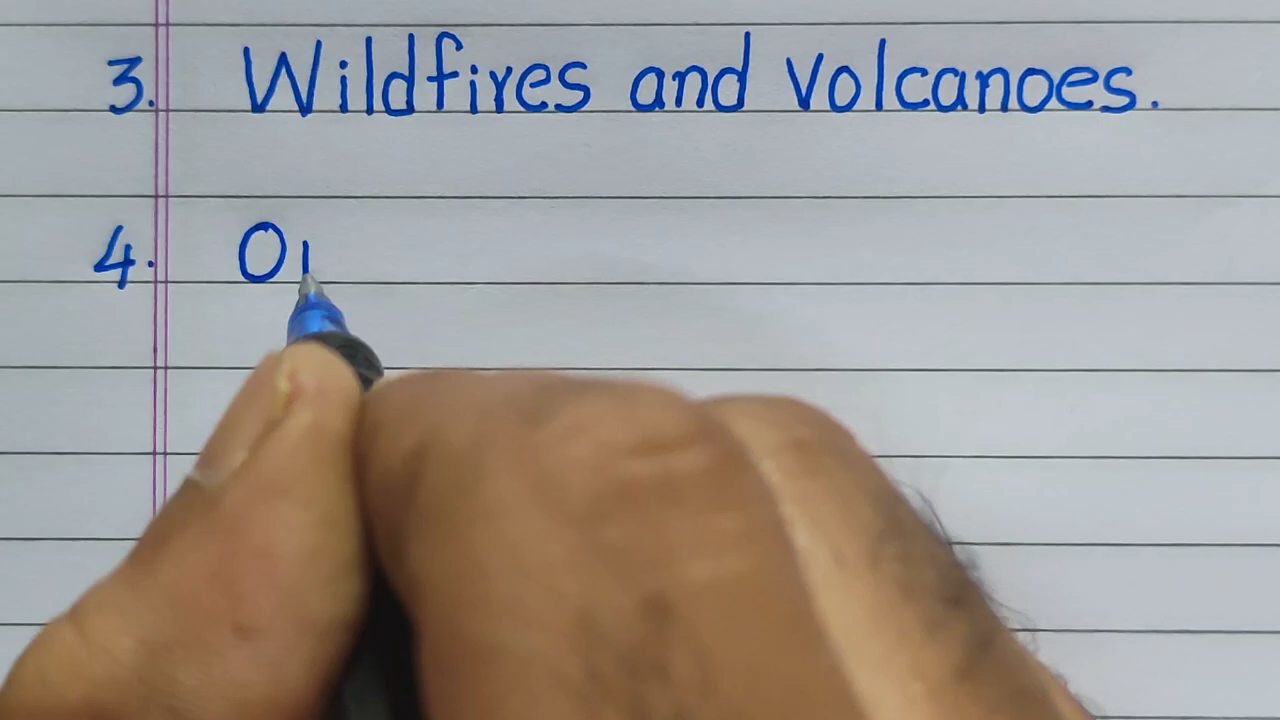 3. Wildfires and Volcanoes.
4. O